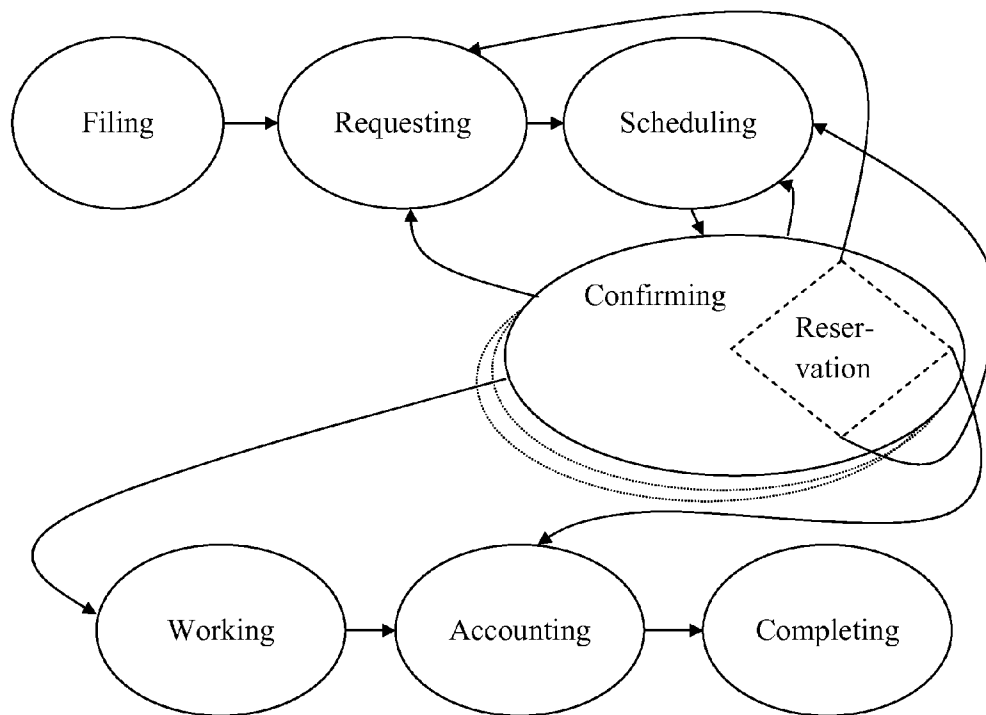 Filing
Requesting
Scheduling
Confirming
Reser-
vation
Working
Accounting
Completing